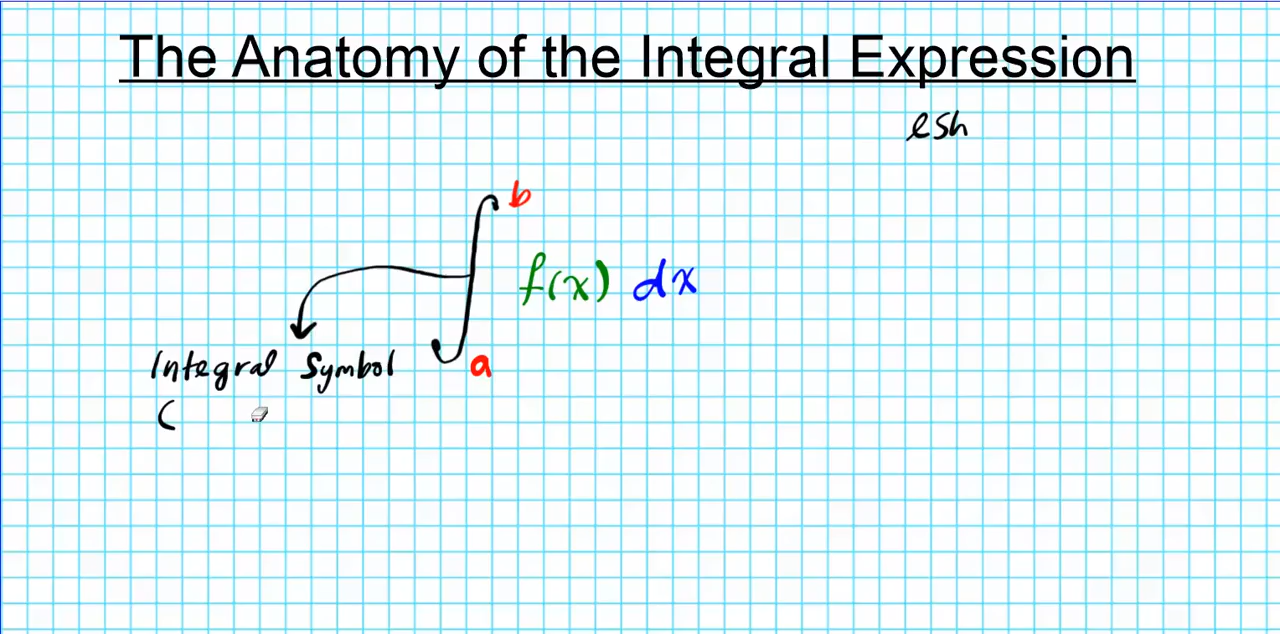 The Anatomy of the Integral Expression
esh
b
f(x) dx
a
Integral Symbol
(